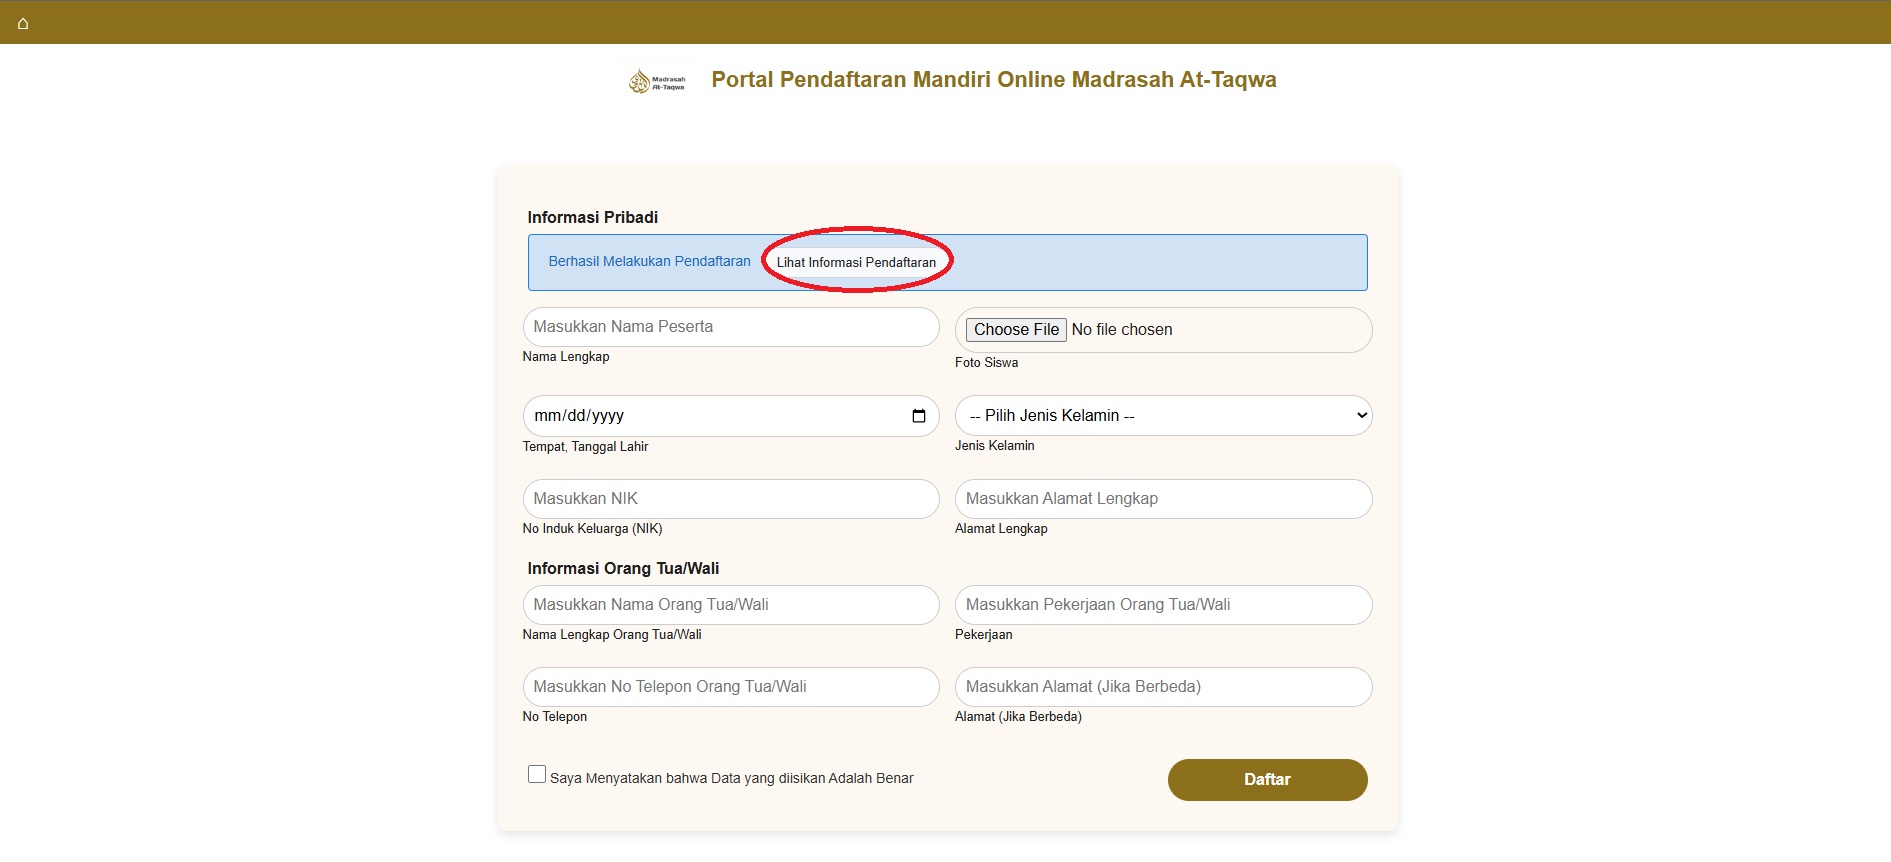 Madrasah
At-Taqwa
Portal Pendaftaran Mandiri Online Madrasah At-Taqwa
Informasi Pribadi
Berhasil Melakukan Pendaftaran Lihat Informasi Pendaftaran
Masukkan Nama Peserta
Nama Lengkap
Choose File No file chosen
Foto Siswa
mm/dd/yyyy
Tempat, Tanggal Lahir
-- Pilih Jenis Kelamin --
Jenis Kelamin
Masukkan NIK
No Induk Keluarga (NIK)
Masukkan Alamat Lengkap
Alamat Lengkap
Informasi Orang Tua/Wali
Masukkan Nama Orang Tua/Wali
Nama Lengkap Orang Tua/Wali
Masukkan Pekerjaan Orang Tua/Wali
Pekerjaan
Masukkan No Telepon Orang Tua/Wali
No Telepon
Masukkan Alamat (Jika Berbeda)
Alamat (Jika Berbeda)
Saya Menyatakan bahwa Data yang diisikan Adalah Benar
Daftar